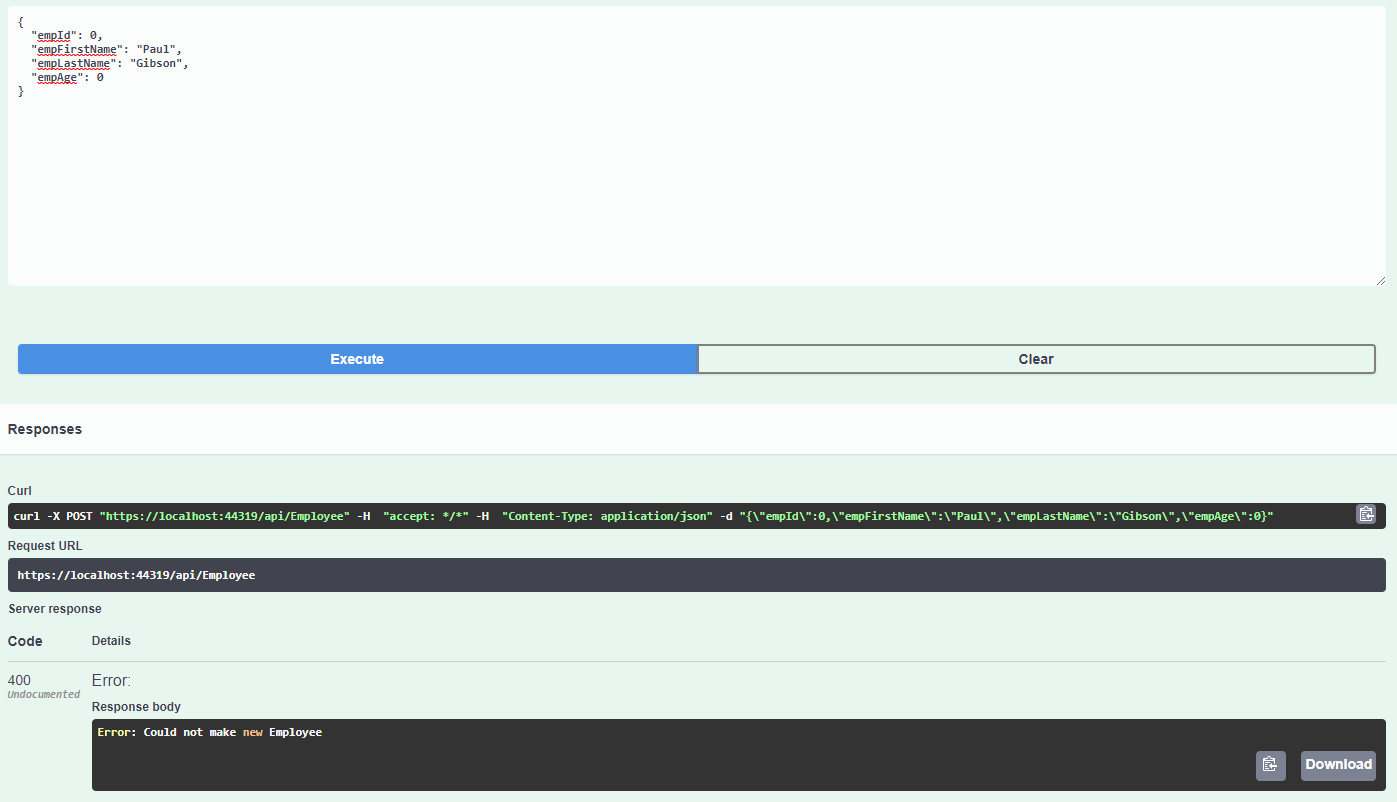 {
  "empId": 0,
  "empFirstName": "Paul",
  "empLastName": "Gibson",
  "empAge": 0
}
Execute
Clear
Responses
Curl
curl -X POST "https://localhost:44319/api/Employee" -H  "accept: */*" -H  "Content-Type: application/json" -d "{\"empId\":0,\"empFirstName\":\"Paul\",\"empLastName\":\"Gibson\",\"empAge\":0}"
Request URL
https://localhost:44319/api/Employee
Server response
Code Details
400 Error:
Undocumented
Response body
Error: Could not make new Employee
Download